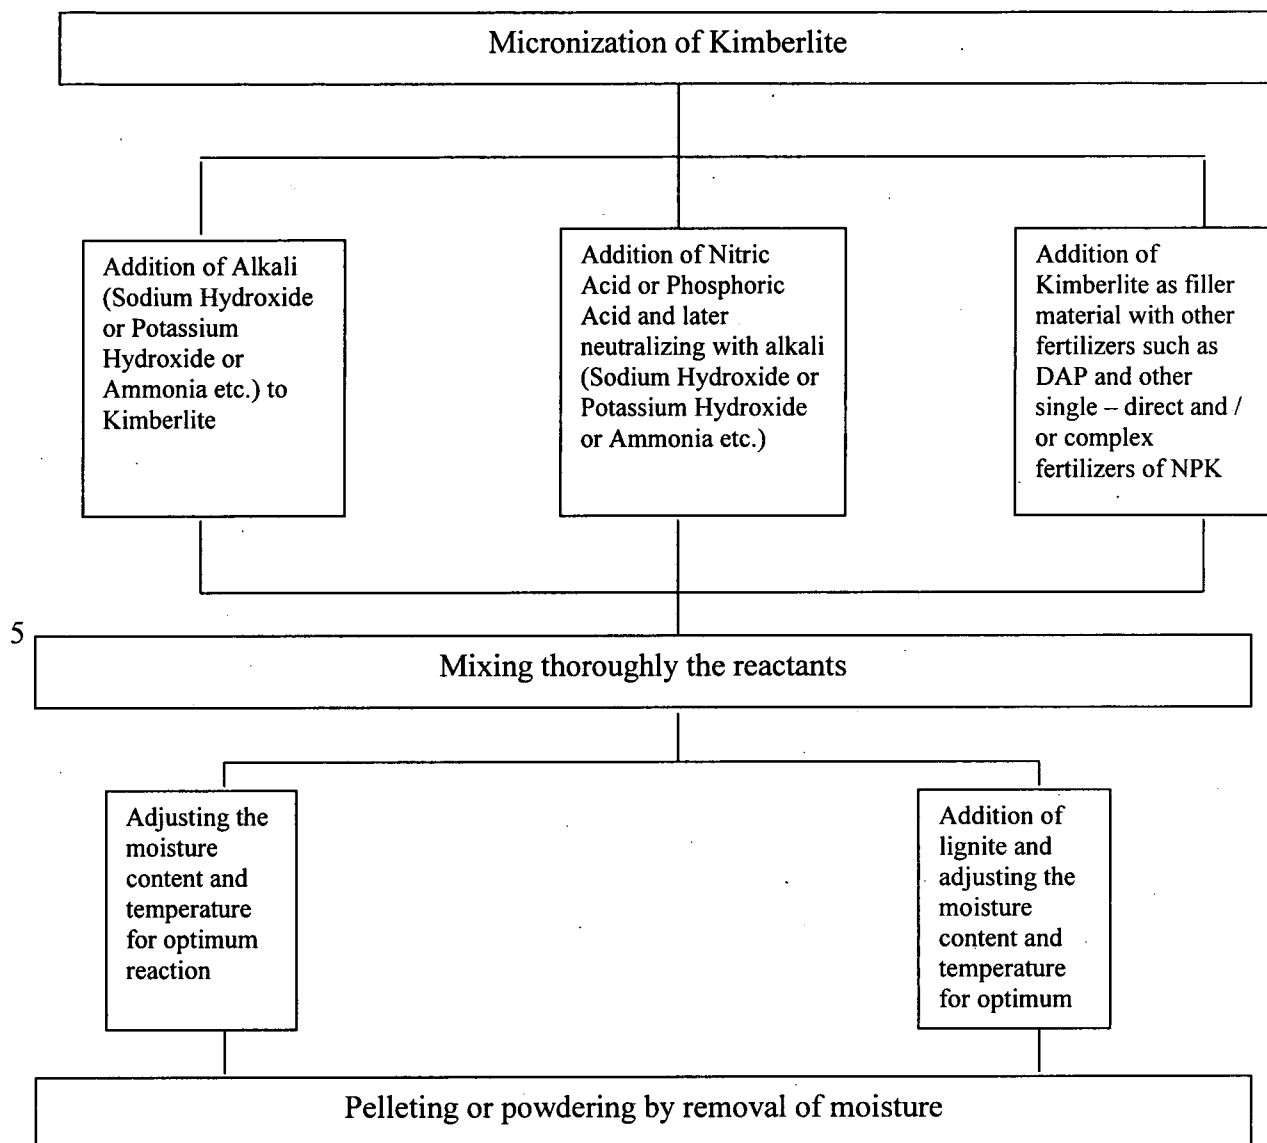 Micronization of Kimberlite
Addition of Alkali
(Sodium Hydroxide
or Potassium
Hydroxide or
Ammonia etc.) to
Kimberlite
Addition of Nitric
Acid or Phosphoric
Acid and later
neutralizing with alkali
(Sodium Hydroxide or
Potassium Hydroxide
or Ammonia etc.)
Addition of
Kimberlite as filler
material with other
fertilizers such as
DAP and other
single – direct and /
or complex
fertilizers of NPK
5
Mixing thoroughly the reactants
Adjusting the
moisture
content and
temperature
for optimum
reaction
Addition of
lignite and
adjusting the
moisture
content and
temperature
for optimum
Pelleting or powdering by removal of moisture